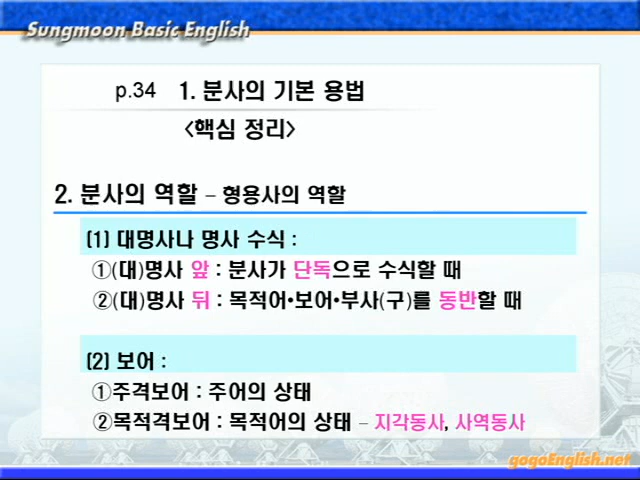 Sungmoon Basic English
p.34 1. 분사의 기본 용법
<핵심 정리>
2. 분사의 역할 – 형용사의 역할
(1) 대명사나 명사 수식 :
①(대)명사 앞 : 분사가 단독으로 수식할 때
②(대)명사 뒤 : 목적어•보어•부사(구)를 동반할 때
(2) 보어 :
①주격보어 : 주어의 상태
②목적격보어 : 목적어의 상태 – 지각동사, 사역동사
gogoEnglish.net